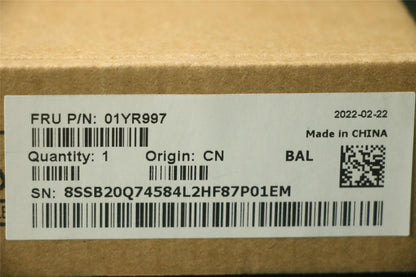 FRU P/N: 01YR997
2022-02-22
Made in CHINA
Quantity: 1 Origin: CN BAL
SN: 8SSB20Q74584L2HF87P01EM